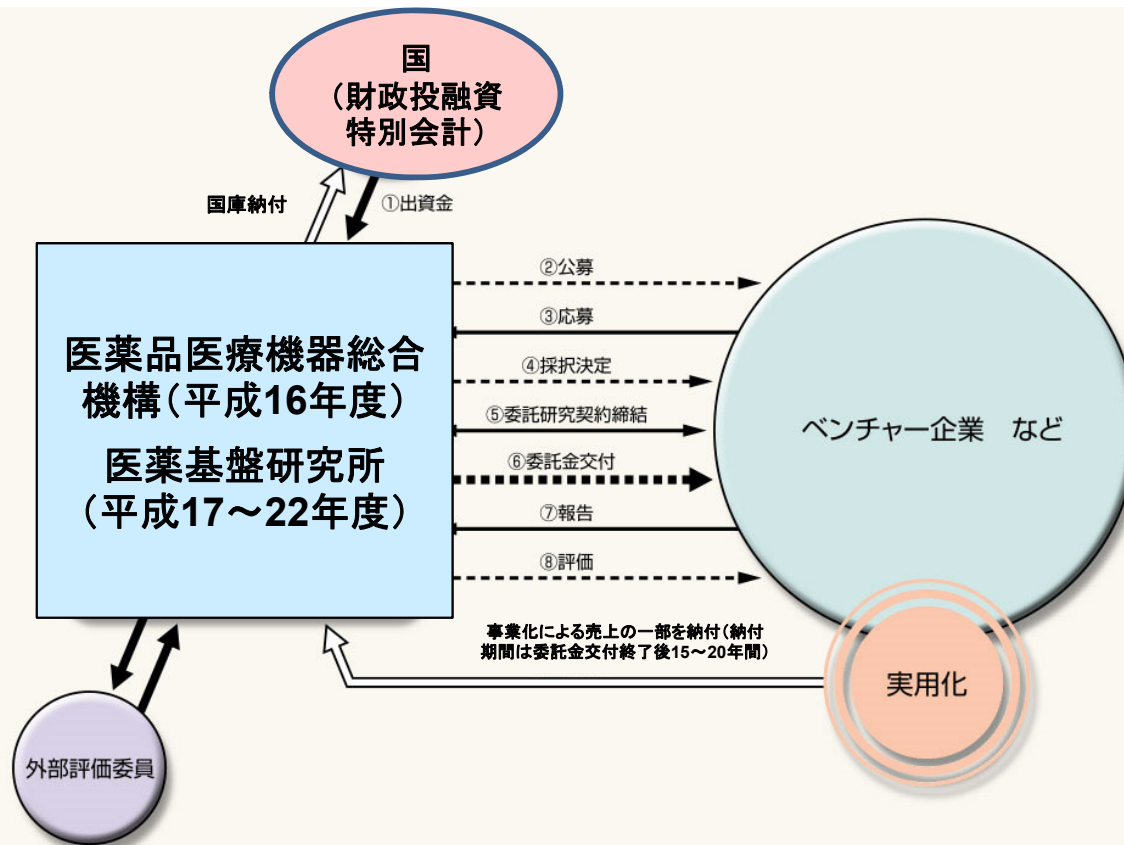 国
（財政投融資
特別会計）
国庫納付
①出資金
医薬品医療機器総合
機構（平成16年度）
医薬基盤研究所
（平成17～22年度）
②公募
③応募
④採択決定
⑤委託研究契約締結
⑥委託金交付
⑦報告
⑧評価
ベンチャー企業　など
事業化による売上の一部を納付（納付
期間は委託金交付終了後15～20年間）
実用化
外部評価委員